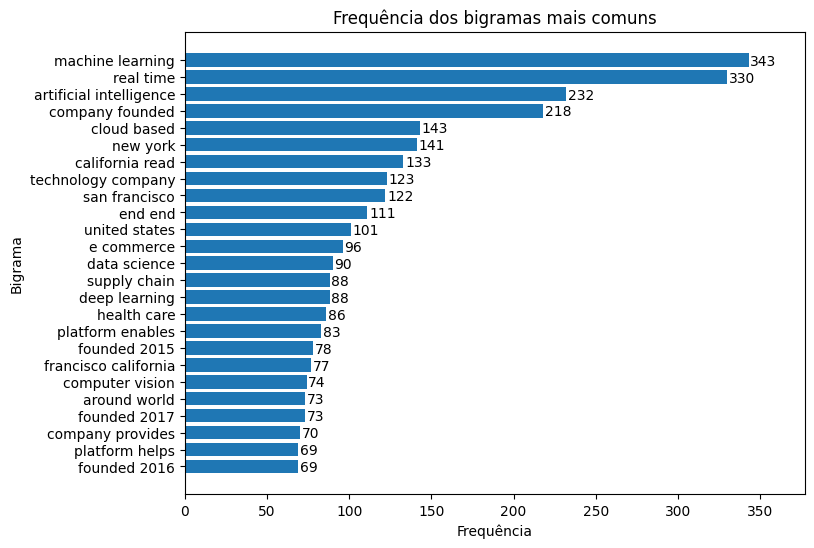 Frequência dos bigramas mais comuns
machine learning 343
real time 330
artificial intelligence 232
company founded 218
cloud based 143
new york 141
california read 133
technology company 123
san francisco 122
end end 111
united states 101
e commerce 96
data science 90
supply chain 88
deep learning 88
health care 86
platform enables 83
founded 2015 78
francisco california 77
computer vision 74
around world 73
founded 2017 73
company provides 70
platform helps 69
founded 2016 69
Bigrama
0 50 100 150 200 250 300 350
Frequência